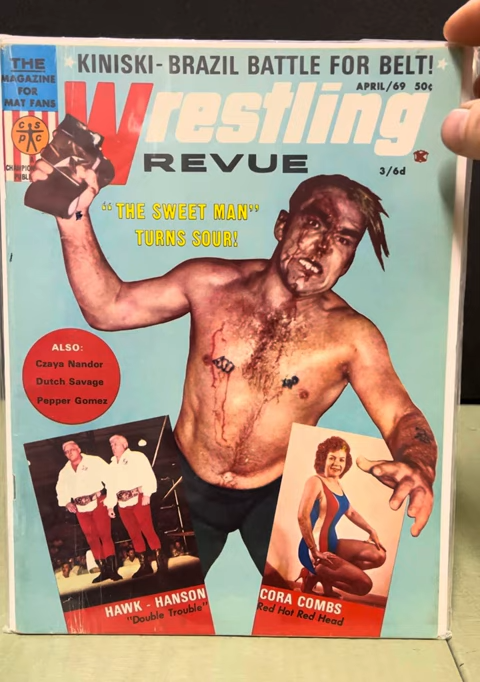 ★KINISKI- BRAZIL BATTLE FOR BELT!★
THE
MAGAZINE
FOR
MAT FANS
APRIL/69 50¢
Wrestling
REVUE
3/6d
C S
P C
CHAMPION
PUBL
"THE SWEET MAN"
TURNS SOUR!
ALSO:
Czaya Nandor
Dutch Savage
Pepper Gomez
HAWK - HANSON
"Double Trouble"
CORA COMBS
Red Hot Red Head